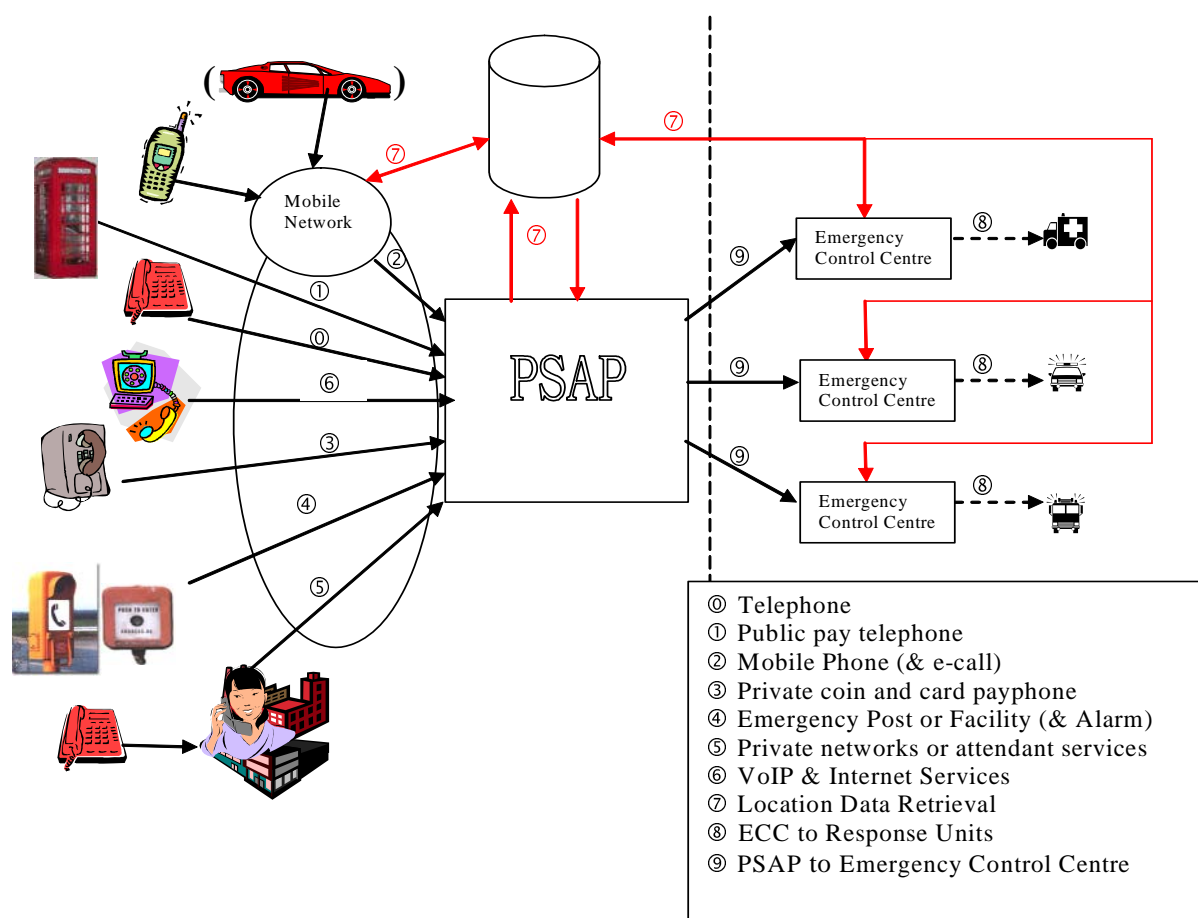 ( )
⑦
⑦
Mobile
Network
②
⑦
⑨
Emergency
Control Centre
⑧
①
⓪
PSAP
⑥
⑨
Emergency
Control Centre
⑧
③
⑨
Emergency
Control Centre
⑧
④
⑤
PUSH TO ENTER
⓪ Telephone
① Public pay telephone
② Mobile Phone (& e-call)
③ Private coin and card payphone
④ Emergency Post or Facility (& Alarm)
⑤ Private networks or attendant services
⑥ VoIP & Internet Services
⑦ Location Data Retrieval
⑧ ECC to Response Units
⑨ PSAP to Emergency Control Centre